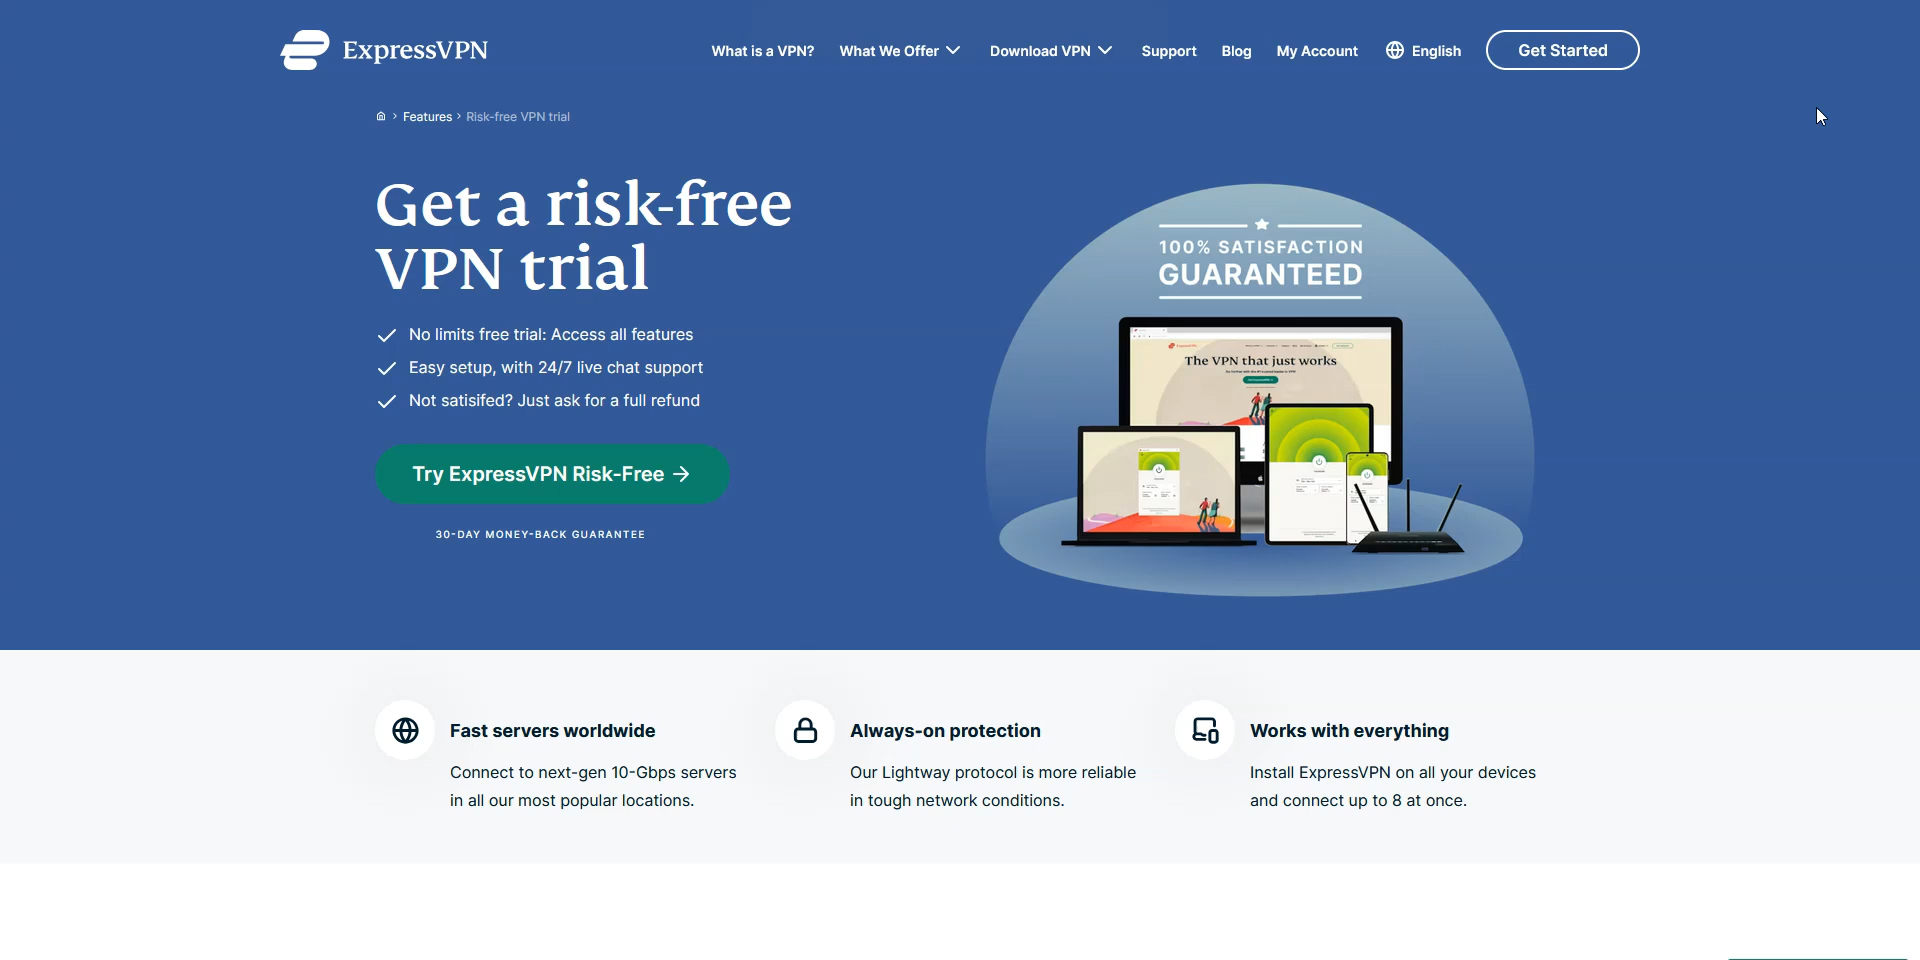 ExpressVPN
What is a VPN? What We Offer Download VPN Support Blog My Account English Get Started
Features > Risk-free VPN trial
Get a risk-free
VPN trial
No limits free trial: Access all features
Easy setup, with 24/7 live chat support
Not satisifed? Just ask for a full refund
Try ExpressVPN Risk-Free →
30-DAY MONEY-BACK GUARANTEE
100% SATISFACTION
GUARANTEED
The VPN that just works
Fast servers worldwide
Connect to next-gen 10-Gbps servers
in all our most popular locations.
Always-on protection
Our Lightway protocol is more reliable
in tough network conditions.
Works with everything
Install ExpressVPN on all your devices
and connect up to 8 at once.